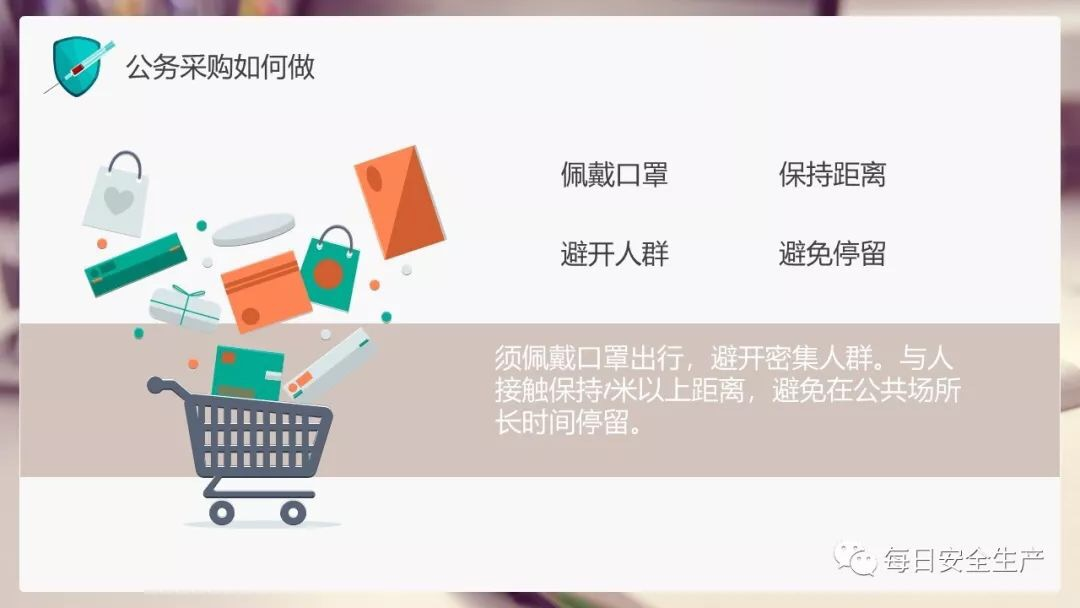 公务采购如何做
佩戴口罩 保持距离
避开人群 避免停留
须佩戴口罩出行，避开密集人群。与人
接触保持1米以上距离，避免在公共场所
长时间停留。
每日安全生产